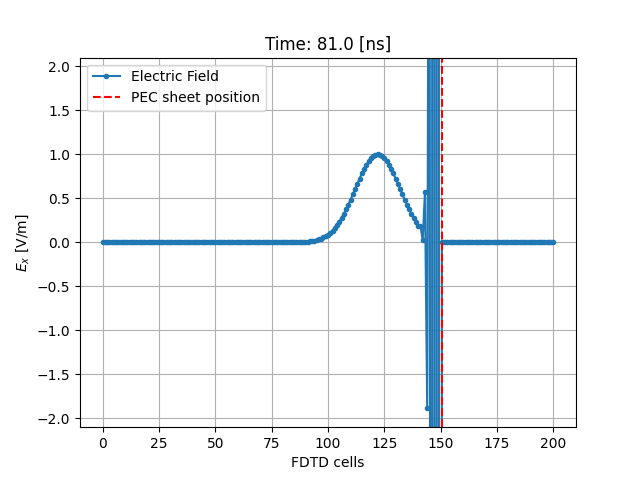 Time: 81.0 [ns]
Electric Field
PEC sheet position
2.0
1.5
1.0
0.5
0.0
−0.5
−1.0
−1.5
−2.0
Eₓ [V/m]
0 25 50 75 100 125 150 175 200
FDTD cells